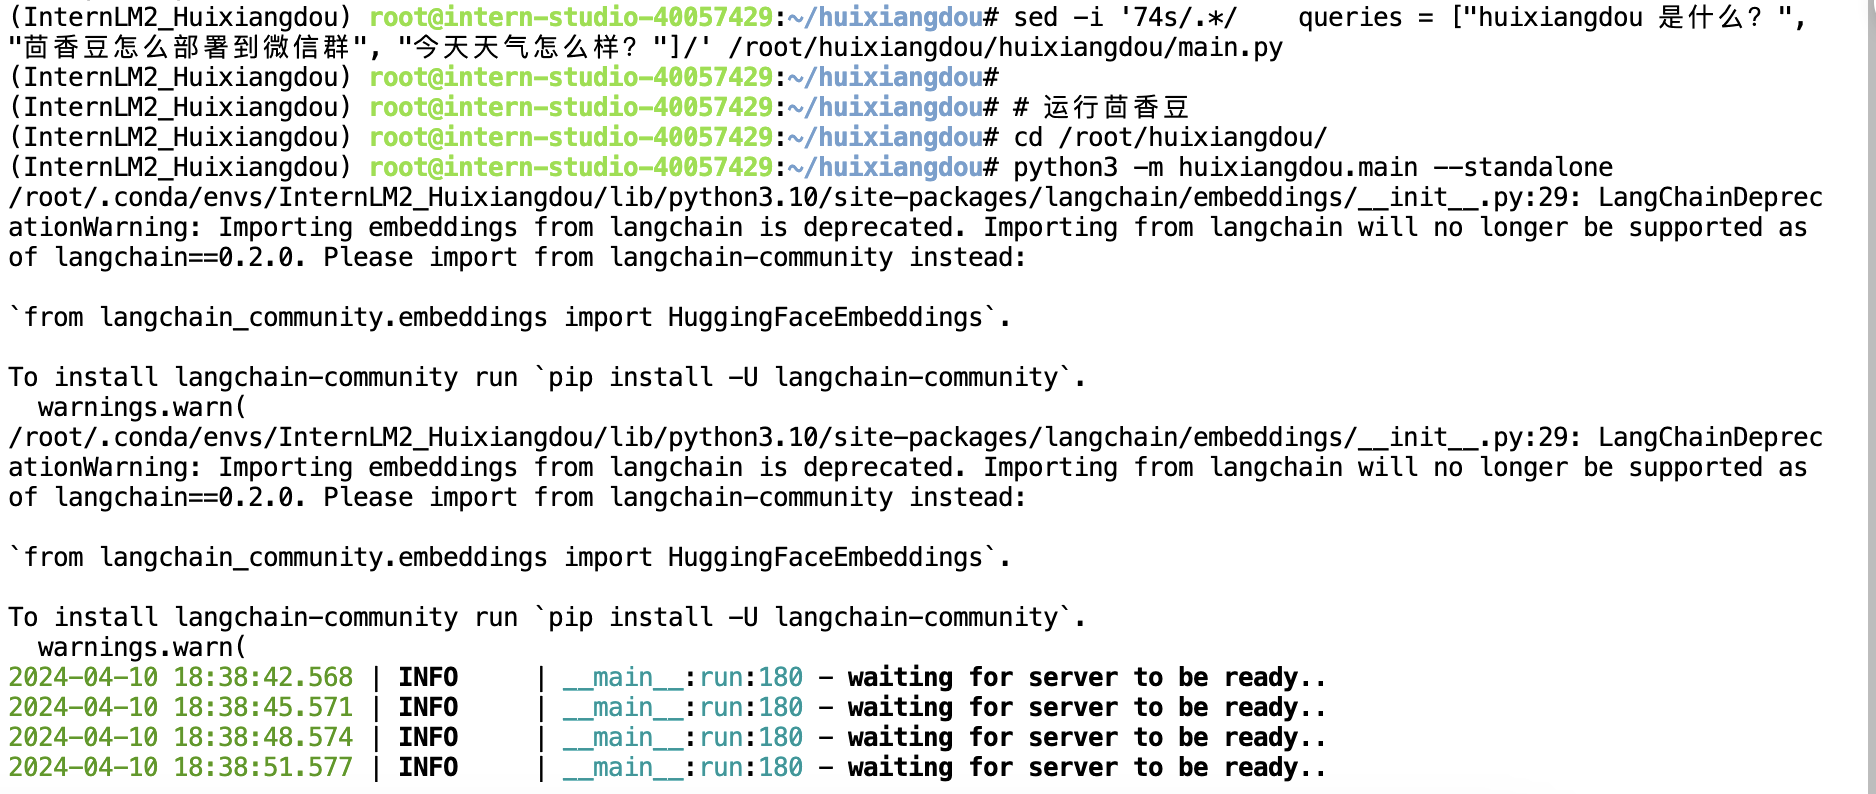 (InternLM2_Huixiangdou) root@intern-studio-40057429:~/huixiangdou# sed -i '74s/.*/    queries = ["huixiangdou 是什么？",
"茴香豆怎么部署到微信群", "今天天气怎么样？"]/' /root/huixiangdou/huixiangdou/main.py
(InternLM2_Huixiangdou) root@intern-studio-40057429:~/huixiangdou#
(InternLM2_Huixiangdou) root@intern-studio-40057429:~/huixiangdou# # 运行茴香豆
(InternLM2_Huixiangdou) root@intern-studio-40057429:~/huixiangdou# cd /root/huixiangdou/
(InternLM2_Huixiangdou) root@intern-studio-40057429:~/huixiangdou# python3 -m huixiangdou.main --standalone
/root/.conda/envs/InternLM2_Huixiangdou/lib/python3.10/site-packages/langchain/embeddings/__init__.py:29: LangChainDeprec
ationWarning: Importing embeddings from langchain is deprecated. Importing from langchain will no longer be supported as
of langchain==0.2.0. Please import from langchain-community instead:
`from langchain_community.embeddings import HuggingFaceEmbeddings`.
To install langchain-community run `pip install -U langchain-community`.
  warnings.warn(
/root/.conda/envs/InternLM2_Huixiangdou/lib/python3.10/site-packages/langchain/embeddings/__init__.py:29: LangChainDeprec
ationWarning: Importing embeddings from langchain is deprecated. Importing from langchain will no longer be supported as
of langchain==0.2.0. Please import from langchain-community instead:
`from langchain_community.embeddings import HuggingFaceEmbeddings`.
To install langchain-community run `pip install -U langchain-community`.
  warnings.warn(
2024-04-10 18:38:42.568 | INFO     | __main__:run:180 - waiting for server to be ready..
2024-04-10 18:38:45.571 | INFO     | __main__:run:180 - waiting for server to be ready..
2024-04-10 18:38:48.574 | INFO     | __main__:run:180 - waiting for server to be ready..
2024-04-10 18:38:51.577 | INFO     | __main__:run:180 - waiting for server to be ready..